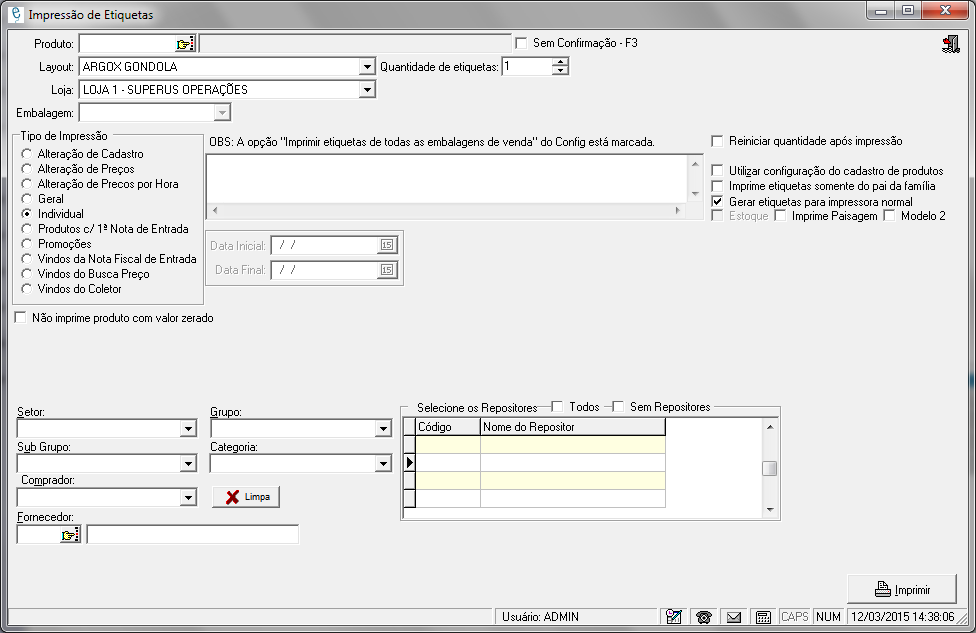 Impressão de Etiquetas
Produto:
Sem Confirmação - F3
Layout: ARGOX GONDOLA
Quantidade de etiquetas: 1
Loja: LOJA 1 - SUPERUS OPERAÇÕES
Embalagem:
Tipo de Impressão
Alteração de Cadastro
Alteração de Preços
Alteração de Precos por Hora
Geral
Individual
Produtos c/ 1ª Nota de Entrada
Promoções
Vindos da Nota Fiscal de Entrada
Vindos do Busca Preço
Vindos do Coletor
OBS: A opção "Imprimir etiquetas de todas as embalagens de venda" do Config está marcada.
Data Inicial: / / 15
Data Final: / / 15
Reiniciar quantidade após impressão
Utilizar configuração do cadastro de produtos
Imprime etiquetas somente do pai da família
Gerar etiquetas para impressora normal
Estoque Imprime Paisagem Modelo 2
Não imprime produto com valor zerado
Setor:
Grupo:
Sub Grupo:
Categoria:
Comprador:
Limpa
Fornecedor:
Selecione os Repositores Todos Sem Repositores
Código Nome do Repositor
Imprimir
Usuário: ADMIN CAPS NUM 12/03/2015 14:38:06